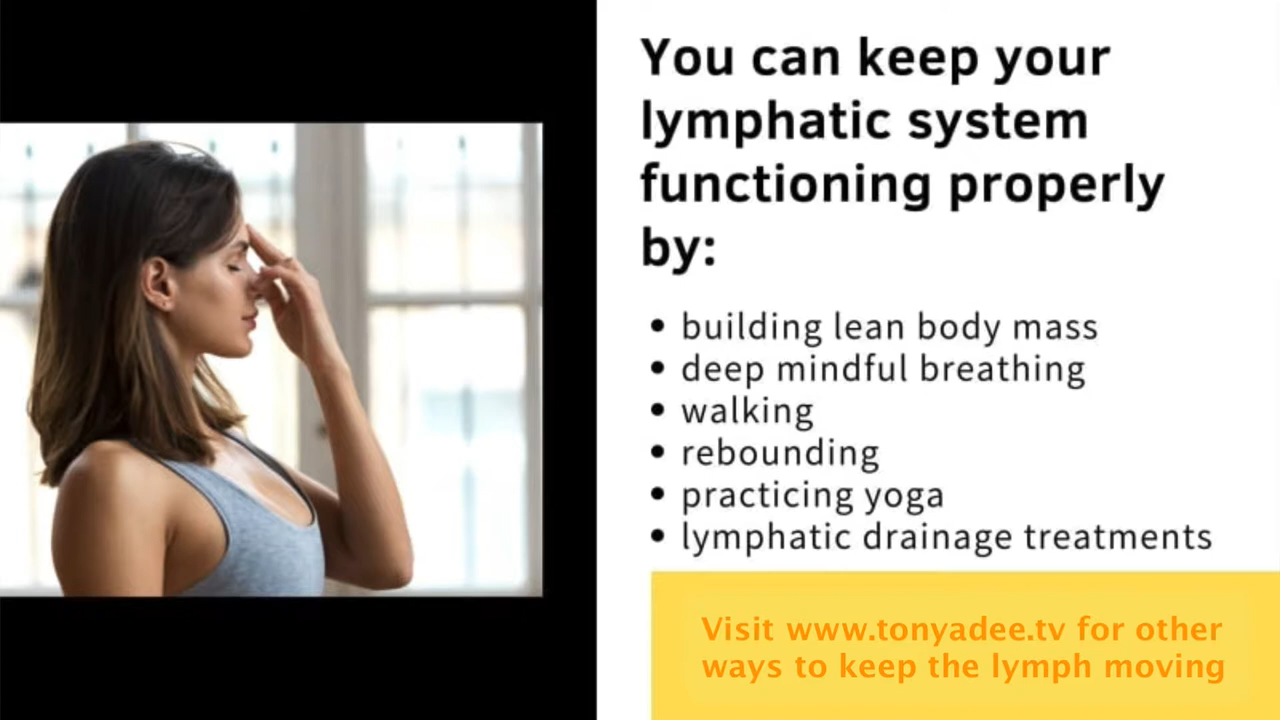 You can keep your
lymphatic system
functioning properly
by:
• building lean body mass
• deep mindful breathing
• walking
• rebounding
• practicing yoga
• lymphatic drainage treatments
Visit www.tonyadee.tv for other
ways to keep the lymph moving